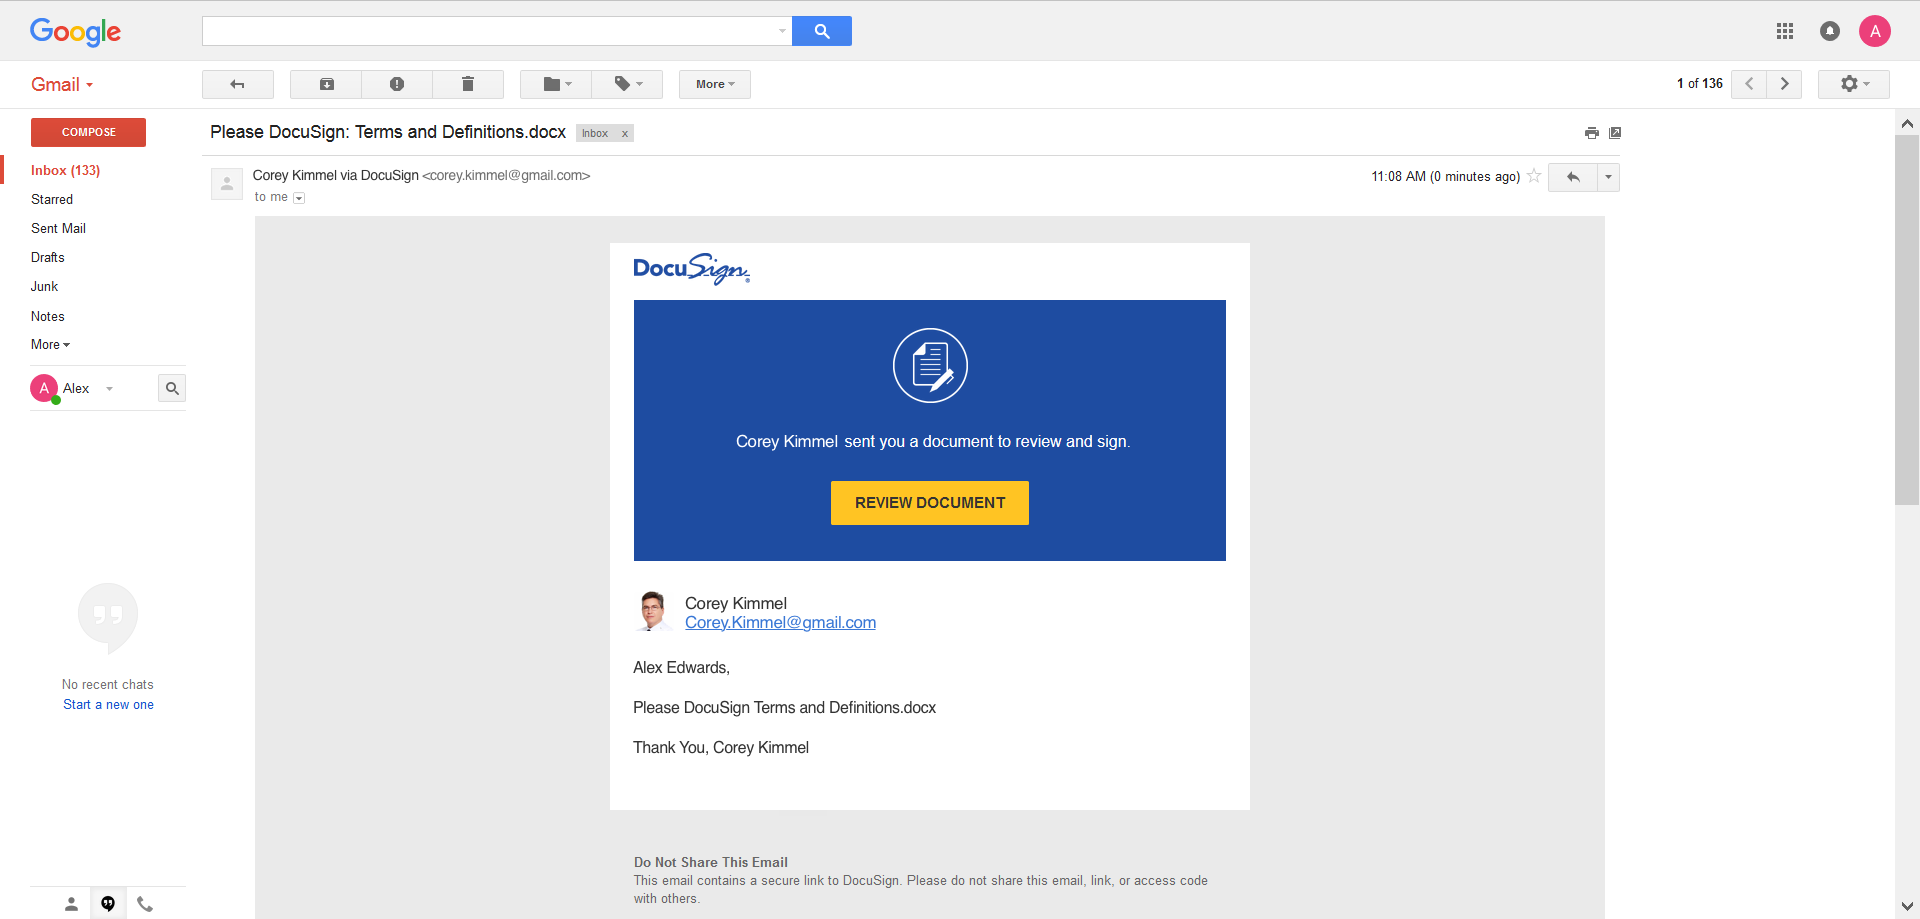 Google
A
Gmail
More
1 of 136
COMPOSE
Please DocuSign: Terms and Definitions.docx
Inbox x
Inbox (133)
Corey Kimmel via DocuSign <corey.kimmel@gmail.com>
11:08 AM (0 minutes ago)
to me
Starred
Sent Mail
Drafts
Junk
Notes
More
A Alex
DocuSign®
Corey Kimmel sent you a document to review and sign.
REVIEW DOCUMENT
Corey Kimmel
Corey.Kimmel@gmail.com
Alex Edwards,
Please DocuSign Terms and Definitions.docx
Thank You, Corey Kimmel
No recent chats
Start a new one
Do Not Share This Email
This email contains a secure link to DocuSign. Please do not share this email, link, or access code
with others.